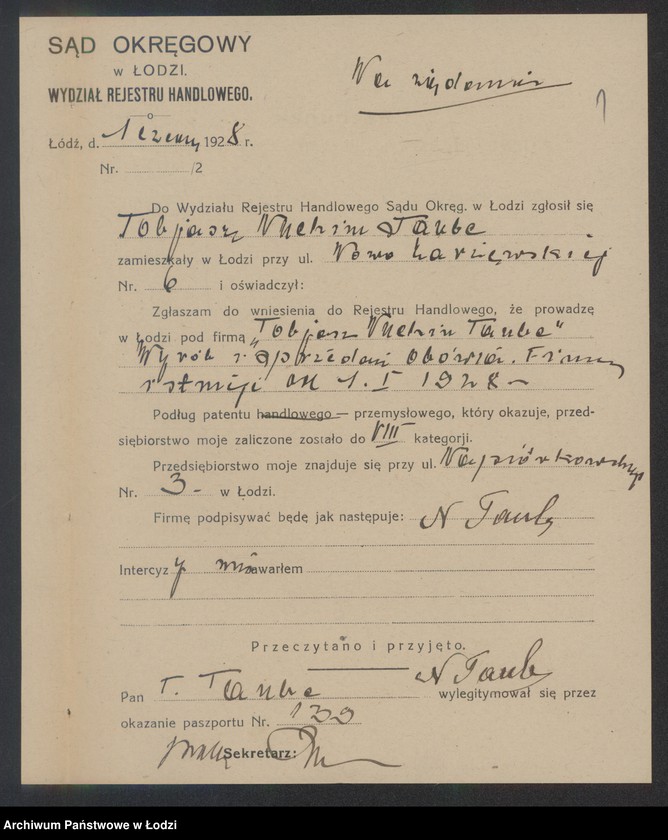 SĄD OKRĘGOWY
w ŁODZI.
WYDZIAŁ REJESTRU HANDLOWEGO.
Łódź, d. 1 czerw, 1928 r.
Nr. /2
Do Wydziału Rejestru Handlowego Sądu Okręg. w Łodzi zgłosił się
Tobjasz Nuchim Taube
zamieszkały w Łodzi przy ul. Nowo Zarzewskiej
Nr. 6 i oświadczył:
Zgłaszam do wniesienia do Rejestru Handlowego, że prowadzę
w Łodzi pod firmą „Tobjasz Nuchim Taube"
Wyrób i sprzedaż obówia. Firma
istnieje od 1. I 1928 –
Podług patentu handlowego — przemysłowego, który okazuje, przed-
siębiorstwo moje zaliczone zostało do VIII kategorji.
Przedsiębiorstwo moje znajduje się przy ul. Napiórkowskiego
Nr. 3 - w Łodzi.
Firmę podpisywać będę jak następuje: N Taube
Intercyzy nie zawarłem
Przeczytano i przyjęto.
N Taube
Pan T. Taube wylegitymował się przez
okazanie paszportu Nr. 139
Sekretarz:
Archiwum Państwowe w Łodzi